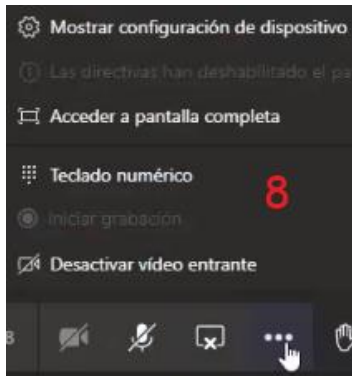 Mostrar configuración de dispositivo
Las directivas han deshabilitado el
Acceder a pantalla completa
Teclado numérico
8
Iniciar grabación
Desactivar vídeo entrante
8